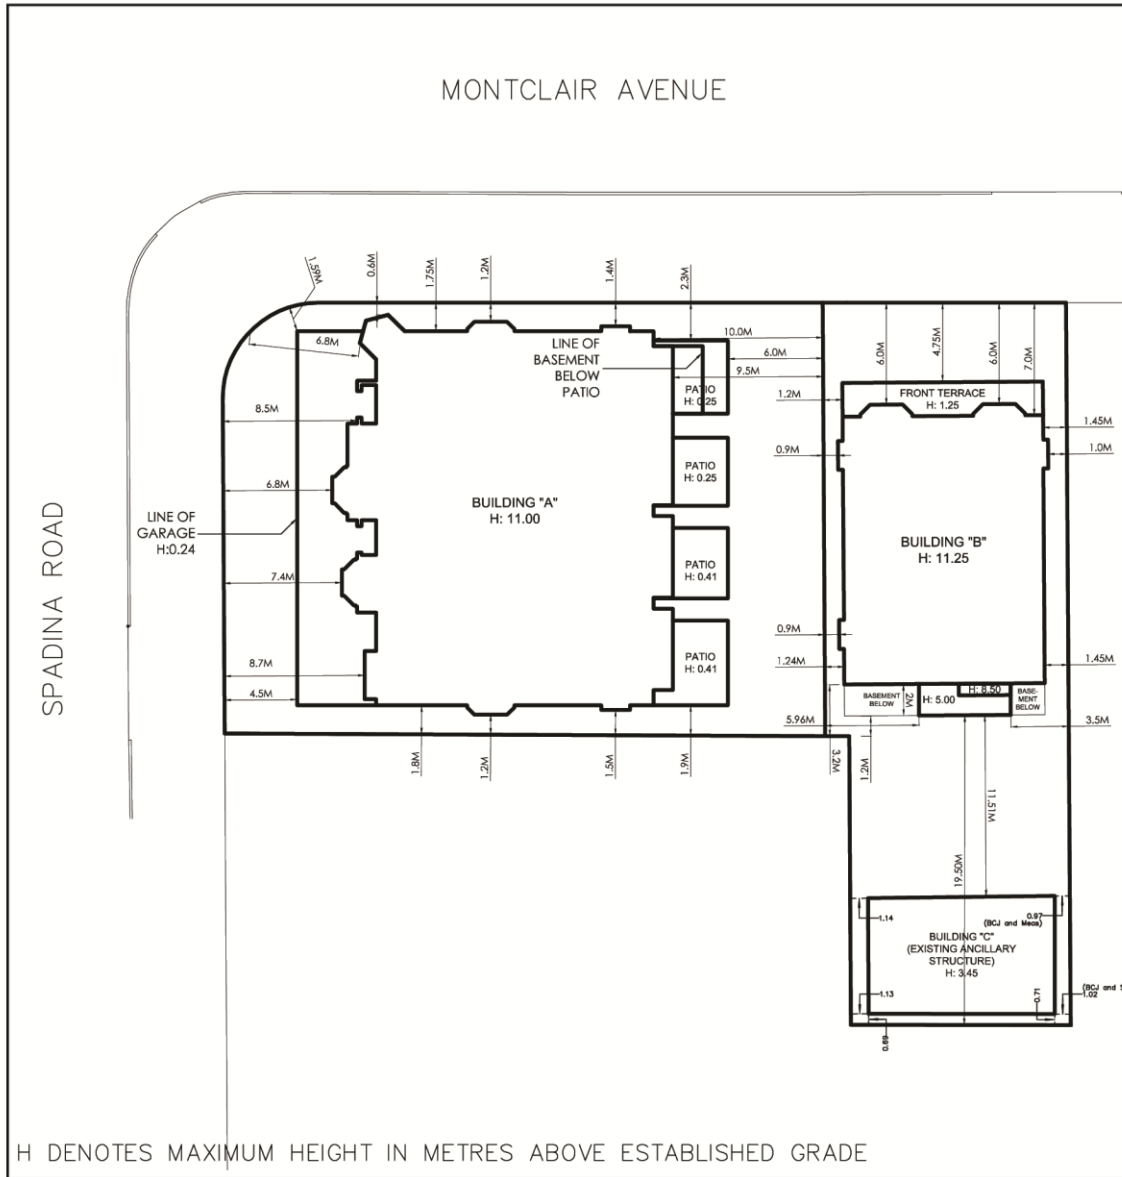 MONTCLAIR AVENUE
1.59M
0.6M
1.75M
1.2M
1.4M
2.3M
6.8M
LINE OF
BASEMENT
BELOW
PATIO
10.0M
6.0M
9.5M
PATIO
H: 0.25
6.0M
4.75M
6.0M
7.0M
FRONT TERRACE
H: 1.25
1.2M
1.45M
8.5M
0.9M
1.0M
PATIO
H: 0.25
6.8M
BUILDING "A"
H: 11.00
LINE OF
GARAGE
H:0.24
SPADINA ROAD
BUILDING "B"
H: 11.25
PATIO
H: 0.41
7.4M
0.9M
PATIO
H: 0.41
8.7M
1.24M
1.45M
4.5M
BASEMENT
BELOW
2M
H: 5.00
H: 8.50
BASE-
MENT
BELOW
5.96M
3.5M
1.8M
1.2M
1.5M
1.9M
3.2M
1.2M
11.51M
19.50M
1.14
0.97
(BCJ and Meas)
BUILDING "C"
(EXISTING ANCILLARY
STRUCTURE)
H: 3.45
1.13
0.71
(BCJ and S
1.02
0.69
H DENOTES MAXIMUM HEIGHT IN METRES ABOVE ESTABLISHED GRADE